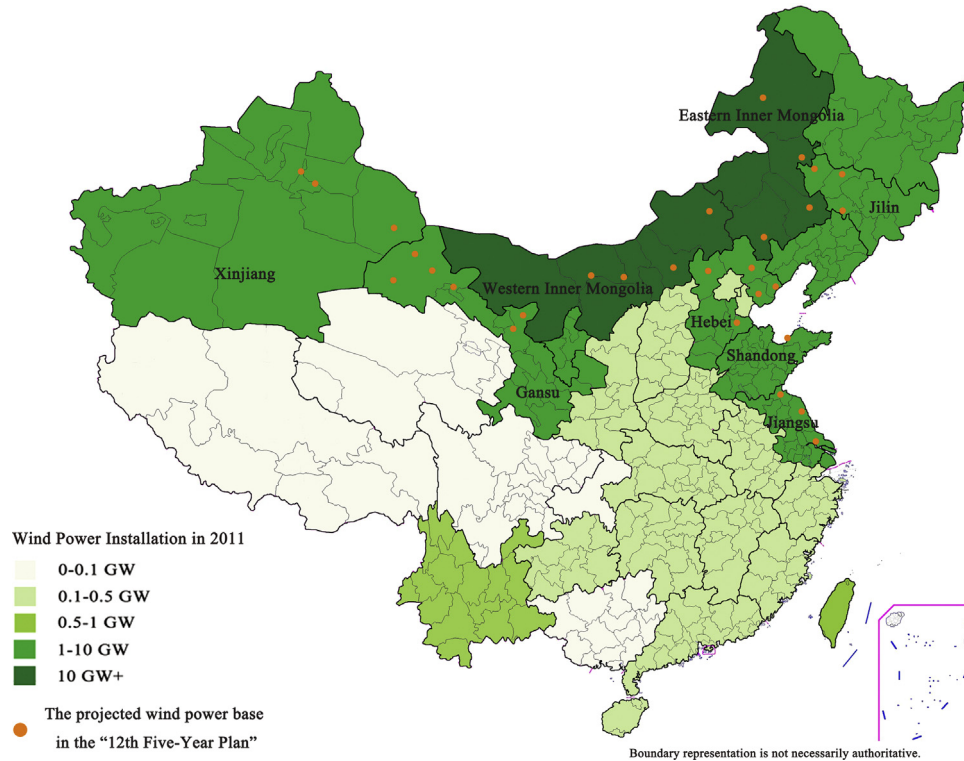 Eastern Inner Mongolia
Jilin
Xinjiang
Western Inner Mongolia
Hebei
Shandong
Gansu
Jiangsu
Wind Power Installation in 2011
0-0.1 GW
0.1-0.5 GW
0.5-1 GW
1-10 GW
10 GW+
The projected wind power base
in the “12th Five-Year Plan”
Boundary representation is not necessarily authoritative.